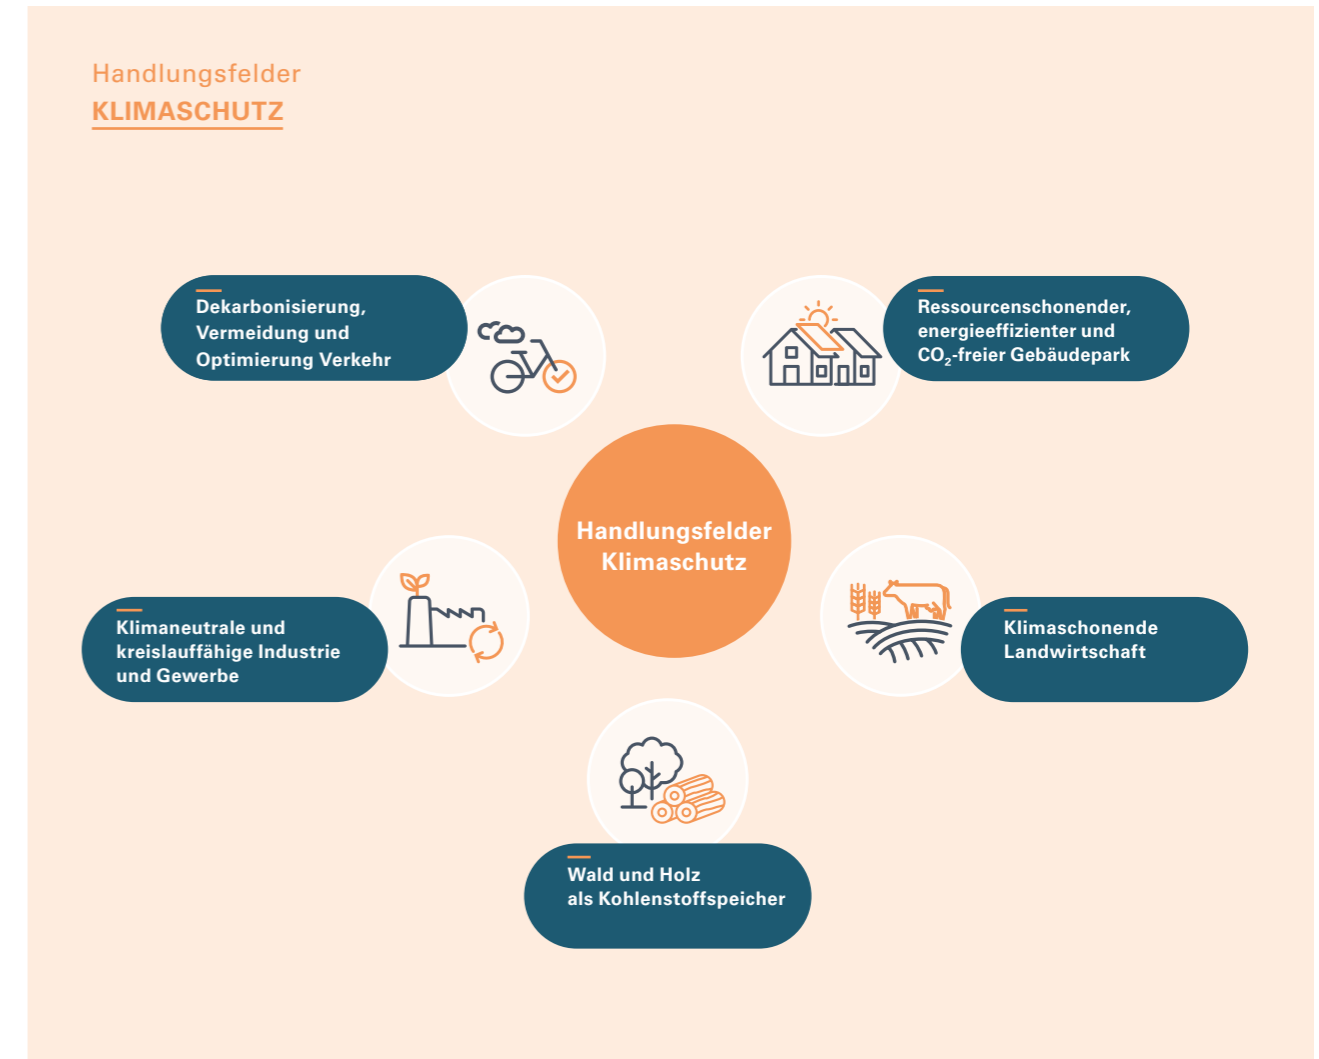 Handlungsfelder
KLIMASCHUTZ
Dekarbonisierung,
Vermeidung und
Optimierung Verkehr
Ressourcenschonender,
energieeffizienter und
CO₂-freier Gebäudepark
Handlungsfelder
Klimaschutz
Klimaneutrale und
kreislauffähige Industrie
und Gewerbe
Klimaschonende
Landwirtschaft
Wald und Holz
als Kohlenstoffspeicher